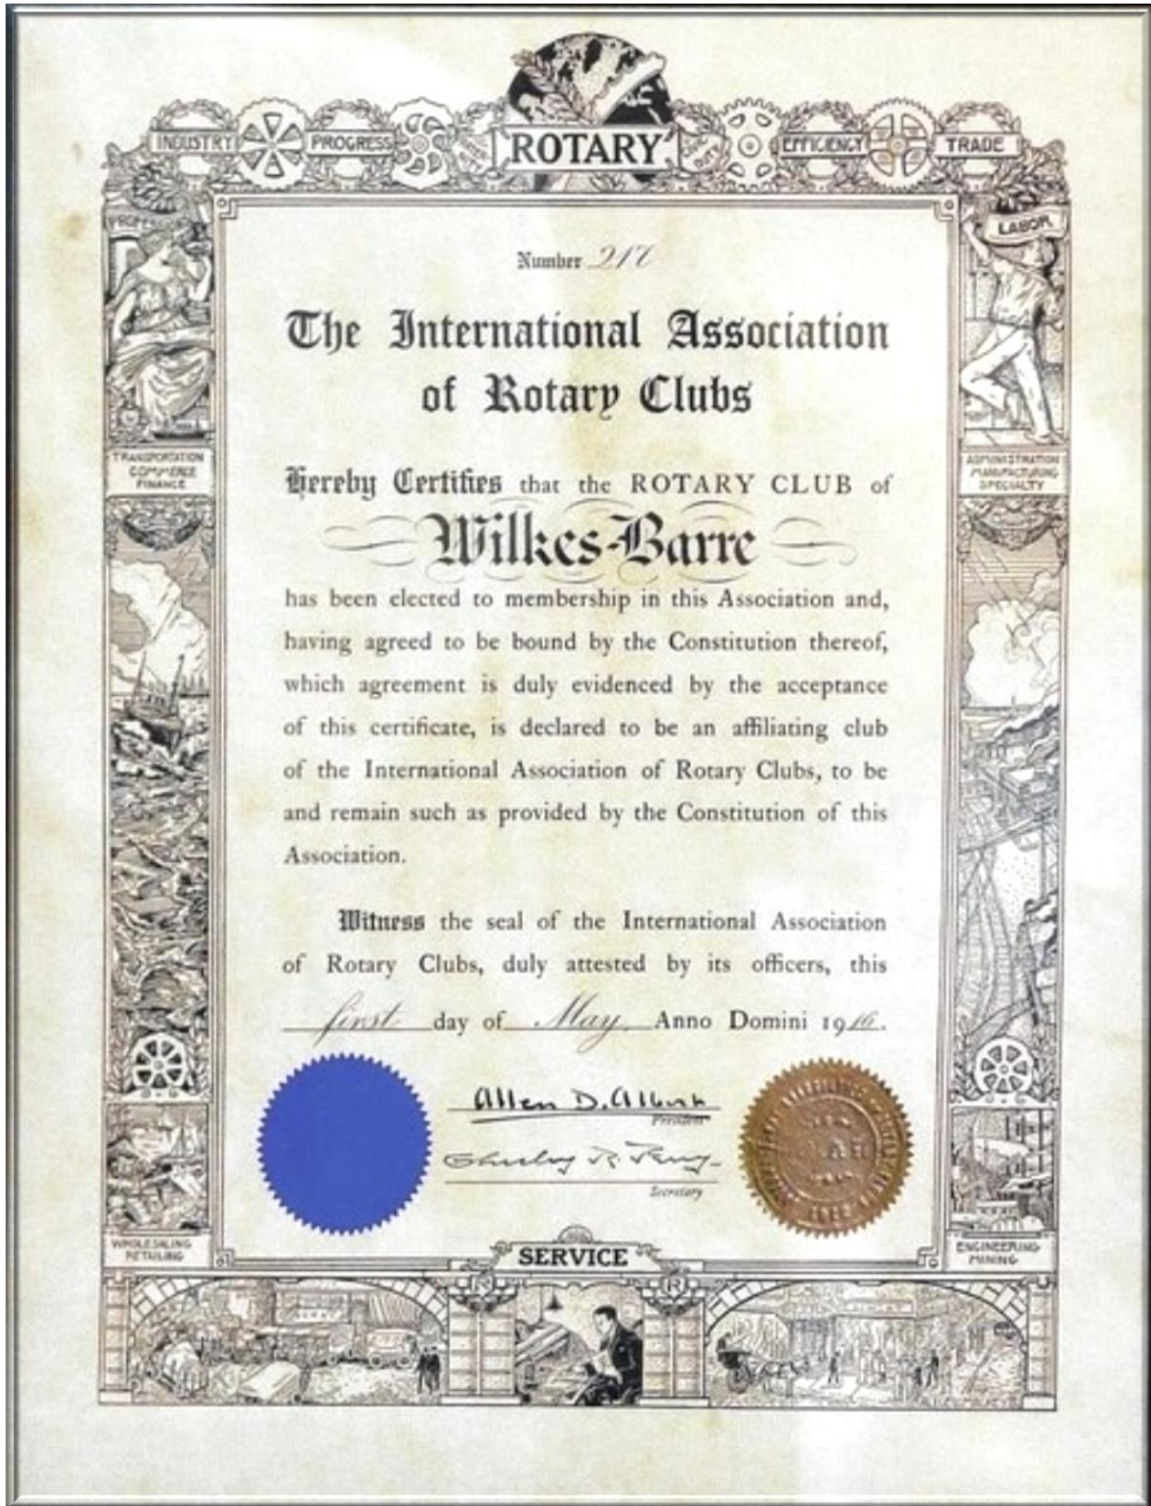 INDUSTRY PROGRESS ROTARY EFFICIENCY TRADE
LABOR
Number 217
The International Association
of Rotary Clubs
TRANSPORTATION
COMMERCE
FINANCE
ADMINISTRATION
MANUFACTURING
SPECIALTY
Hereby Certifies that the ROTARY CLUB of
Wilkes-Barre
has been elected to membership in this Association and,
having agreed to be bound by the Constitution thereof,
which agreement is duly evidenced by the acceptance
of this certificate, is declared to be an affiliating club
of the International Association of Rotary Clubs, to be
and remain such as provided by the Constitution of this
Association.
Witness the seal of the International Association
of Rotary Clubs, duly attested by its officers, this
first day of May Anno Domini 1916.
Allen D. Albert
President
Chesley R. Perry
Secretary
WHOLESALING
RETAILING
ENGINEERING
MINING
SERVICE